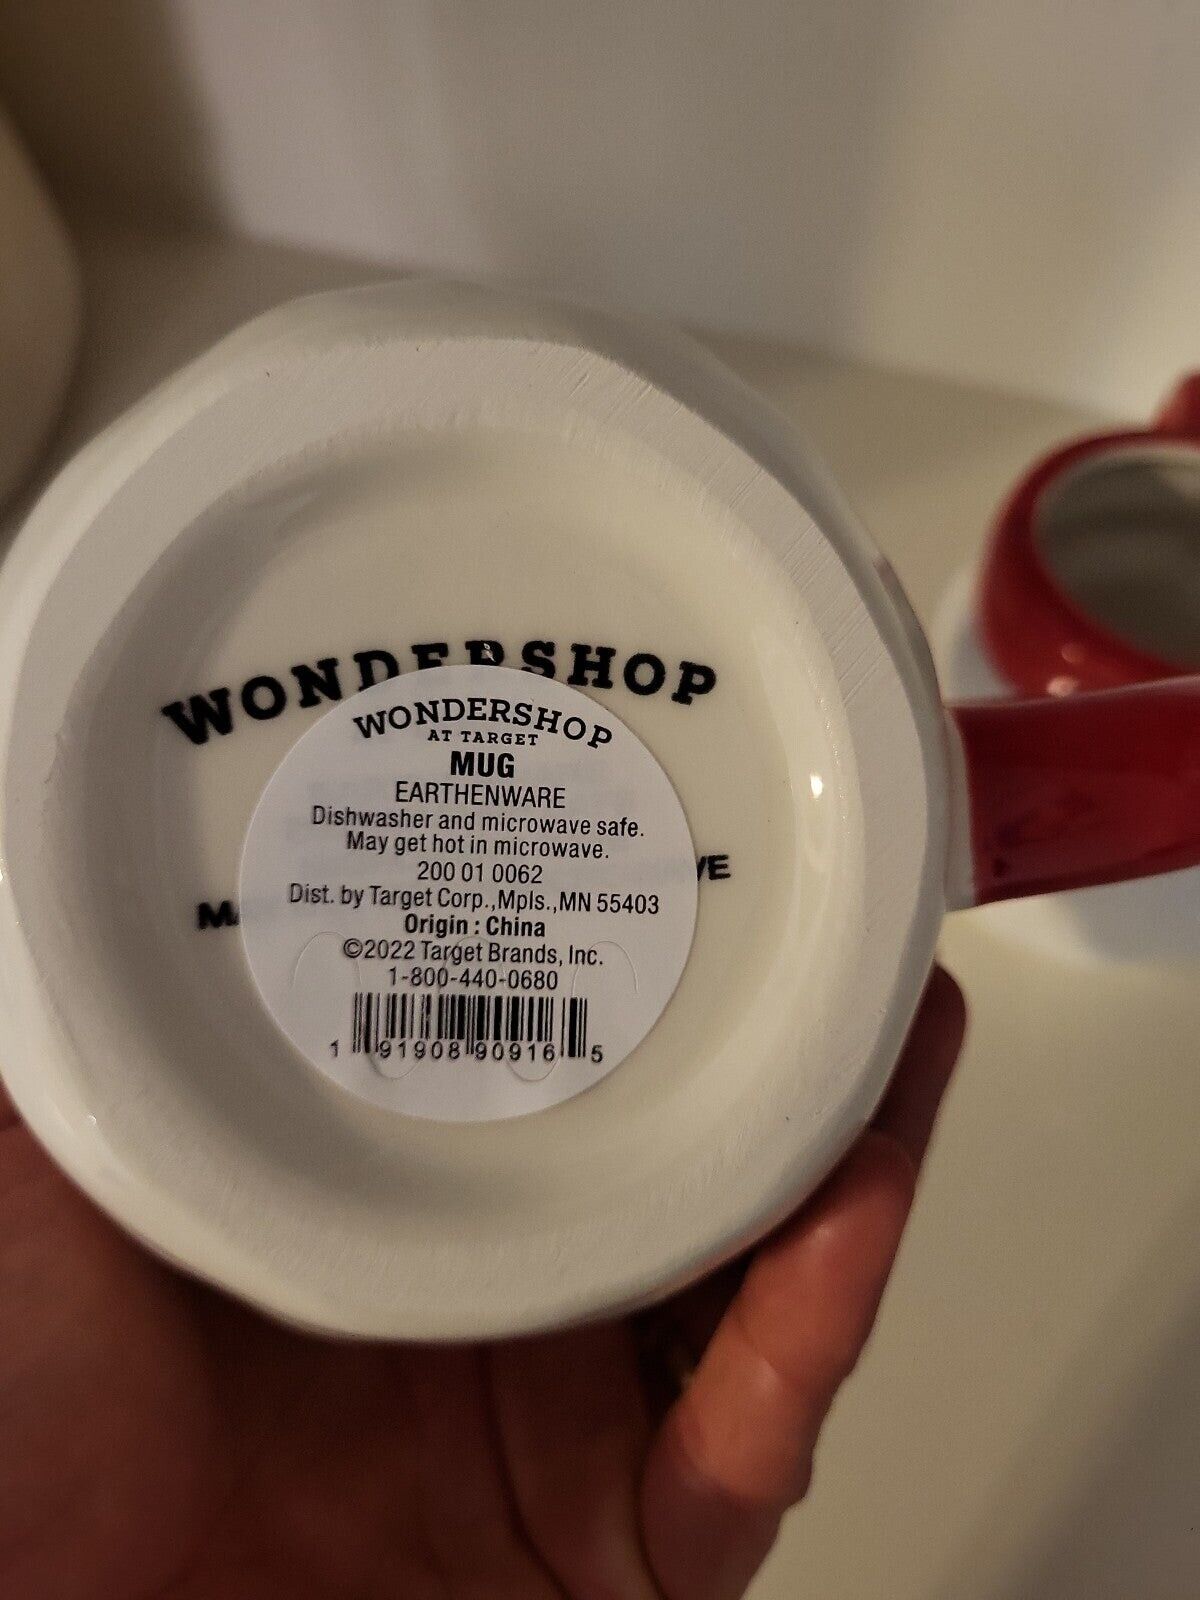 WONDERSHOP
WONDERSHOP
AT TARGET
MUG
EARTHENWARE
Dishwasher and microwave safe.
May get hot in microwave.
200 01 0062
Dist. by Target Corp.,Mpls.,MN 55403
Origin : China
©2022 Target Brands, Inc.
1-800-440-0680
1 91908 90916 5